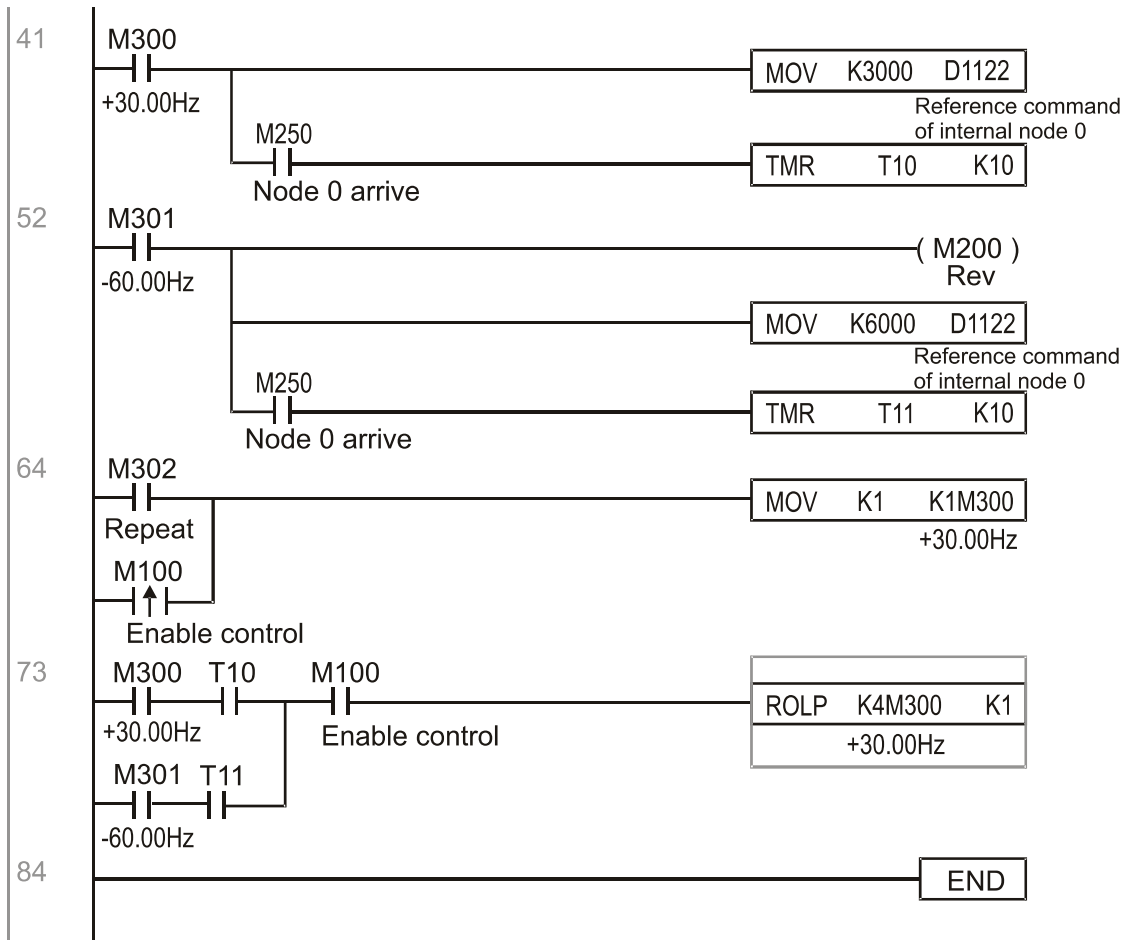 41
M300
+30.00Hz
MOV K3000 D1122
Reference command
of internal node 0
M250
Node 0 arrive
TMR T10 K10
52
M301
-60.00Hz
( M200 )
Rev
MOV K6000 D1122
Reference command
of internal node 0
M250
Node 0 arrive
TMR T11 K10
64
M302
Repeat
MOV K1 K1M300
+30.00Hz
M100
Enable control
73
M300 T10 M100
+30.00Hz
Enable control
ROLP K4M300 K1
+30.00Hz
M301 T11
-60.00Hz
84
END